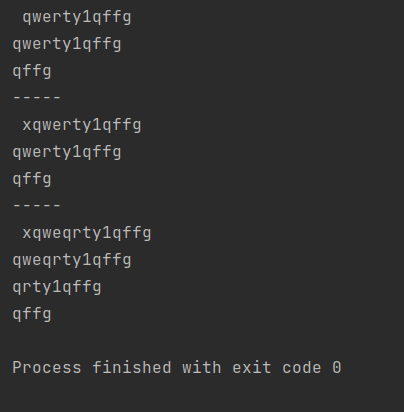 qwerty1qffg
qwerty1qffg
qffg
-----
 xqwerty1qffg
qwerty1qffg
qffg
-----
 xqweqrty1qffg
qweqrty1qffg
qrty1qffg
qffg

Process finished with exit code 0